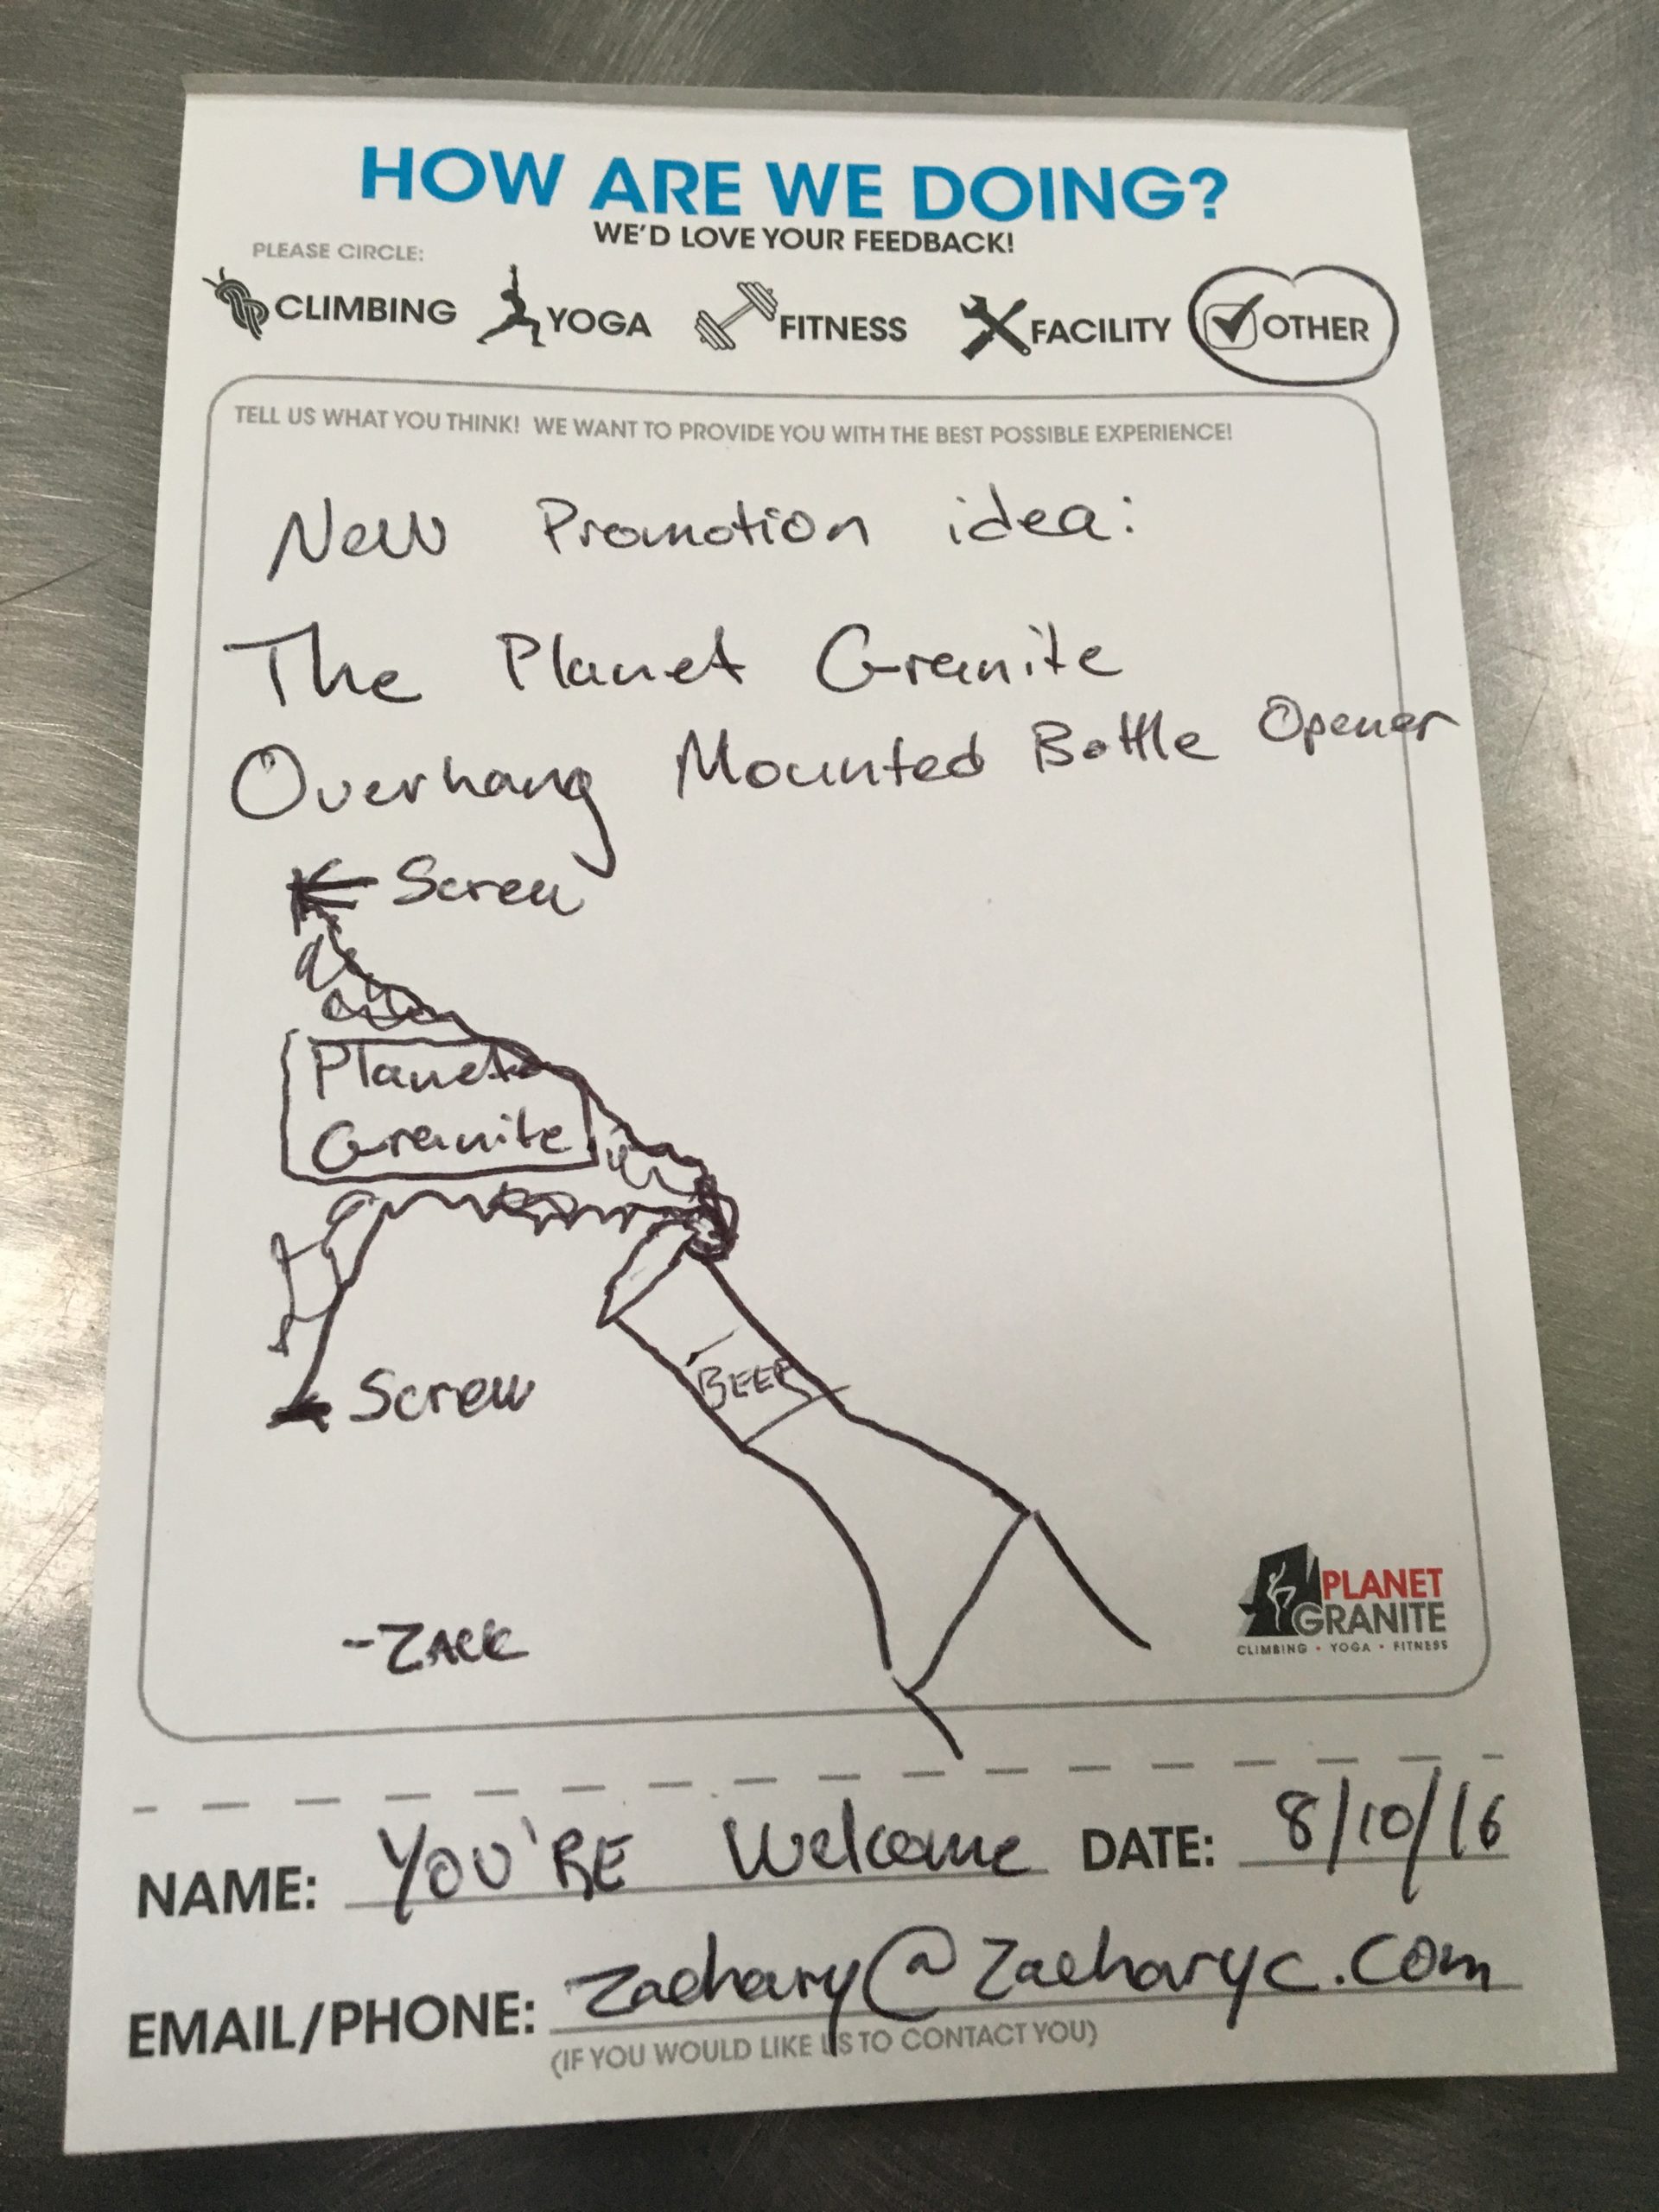 HOW ARE WE DOING?
WE'D LOVE YOUR FEEDBACK!
PLEASE CIRCLE:
CLIMBING YOGA FITNESS FACILITY OTHER
TELL US WHAT YOU THINK! WE WANT TO PROVIDE YOU WITH THE BEST POSSIBLE EXPERIENCE!
New Promotion idea:
The Planet Granite
Overhang Mounted Bottle Opener
Screw
Planet
Granite
BEER
Screw
-ZACK
PLANET
GRANITE
CLIMBING • YOGA • FITNESS
NAME: YOU'RE Welcome DATE: 8/10/16
EMAIL/PHONE: Zachary@Zacharyc.com
(IF YOU WOULD LIKE US TO CONTACT YOU)